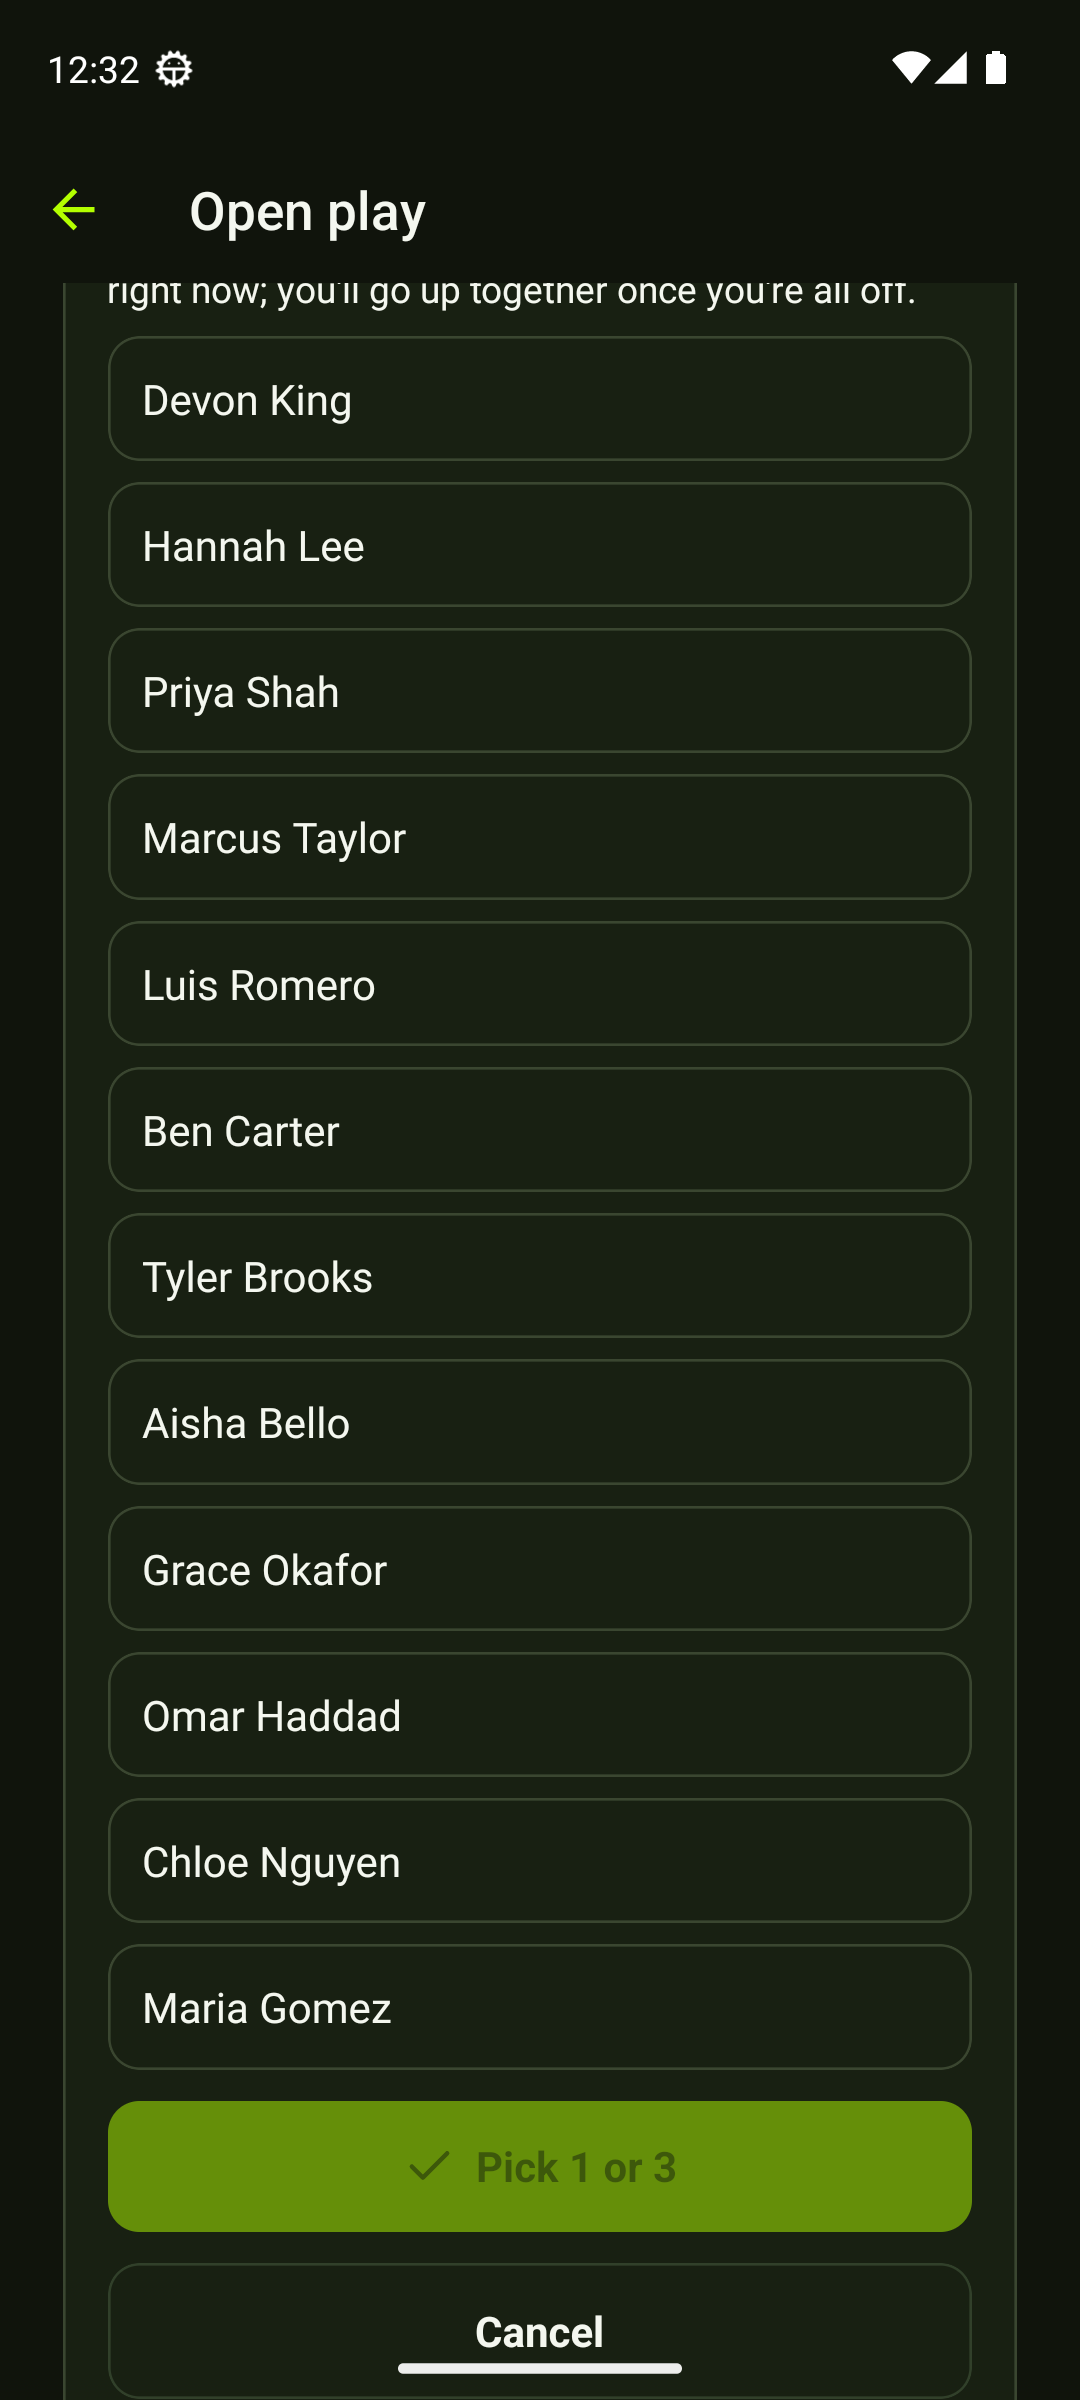 12:32
Open play
right now; you'll go up together once you're all off.
Devon King
Hannah Lee
Priya Shah
Marcus Taylor
Luis Romero
Ben Carter
Tyler Brooks
Aisha Bello
Grace Okafor
Omar Haddad
Chloe Nguyen
Maria Gomez
Pick 1 or 3
Cancel